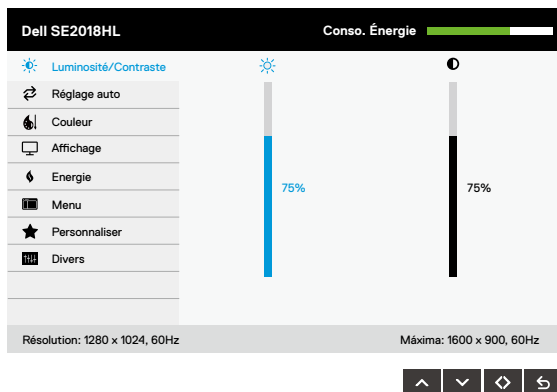 Dell SE2018HL
Conso. Énergie
Luminosité/Contraste
Réglage auto
Couleur
Affichage
Energie
Menu
Personnaliser
Divers
75%
75%
Résolution: 1280 x 1024, 60Hz
Máxima: 1600 x 900, 60Hz